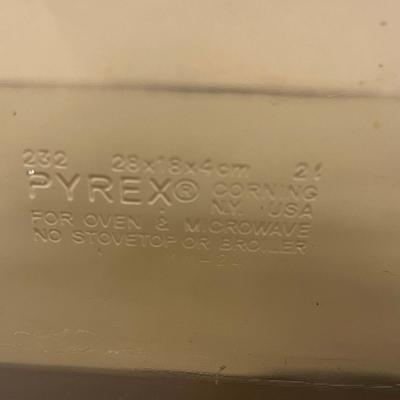 232 28x18x4cm 2l
PYREX® CORNING
N.Y. USA
FOR OVEN & MICROWAVE
NO STOVETOP OR BROILER